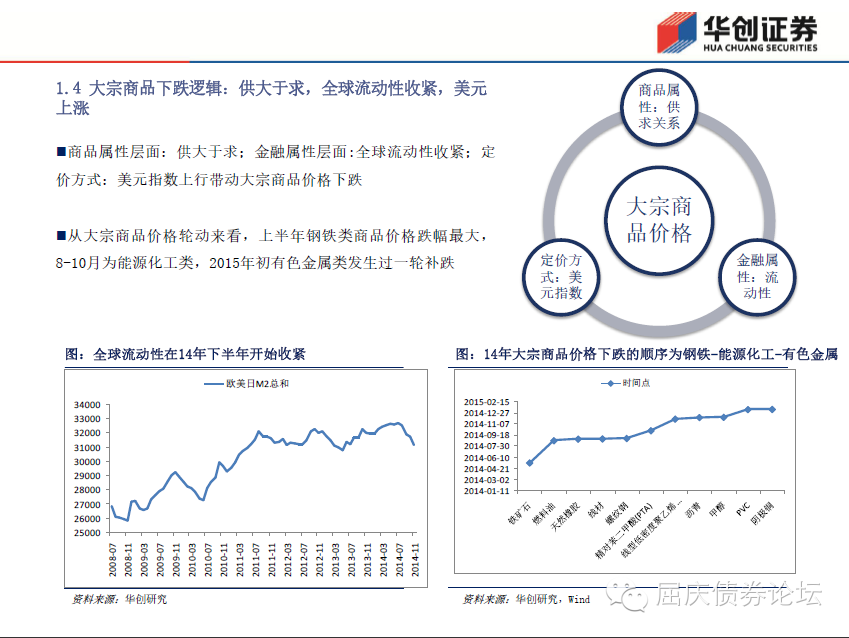 华创证券
HUA CHUANG SECURITIES
1.4 大宗商品下跌逻辑：供大于求，全球流动性收紧，美元
上涨
■商品属性层面：供大于求；金融属性层面:全球流动性收紧；定
价方式：美元指数上行带动大宗商品价格下跌
■从大宗商品价格轮动来看，上半年钢铁类商品价格跌幅最大，
8-10月为能源化工类，2015年初有色金属类发生过一轮补跌
商品属
性：供
求关系
大宗商
品价格
定价方
式：美
元指数
金融属
性：流
动性
图：全球流动性在14年下半年开始收紧
欧美日M2总和
34000
33000
32000
31000
30000
29000
28000
27000
26000
25000
2008-07
2008-11
2009-03
2009-07
2009-11
2010-03
2010-07
2010-11
2011-03
2011-07
2011-11
2012-03
2012-07
2012-11
2013-03
2013-07
2013-11
2014-03
2014-07
2014-11
资料来源：华创研究
图：14年大宗商品价格下跌的顺序为钢铁-能源化工-有色金属
时间点
2015-02-15
2014-12-27
2014-11-07
2014-09-18
2014-07-30
2014-06-10
2014-04-21
2014-03-02
2014-01-11
铁矿石
燃料油
天然橡胶
线材
螺纹钢
精对苯二甲酸(PTA)
线型低密度聚乙烯…
沥青
甲醇
PVC
阴极铜
资料来源：华创研究，Wind
屈庆债券论坛